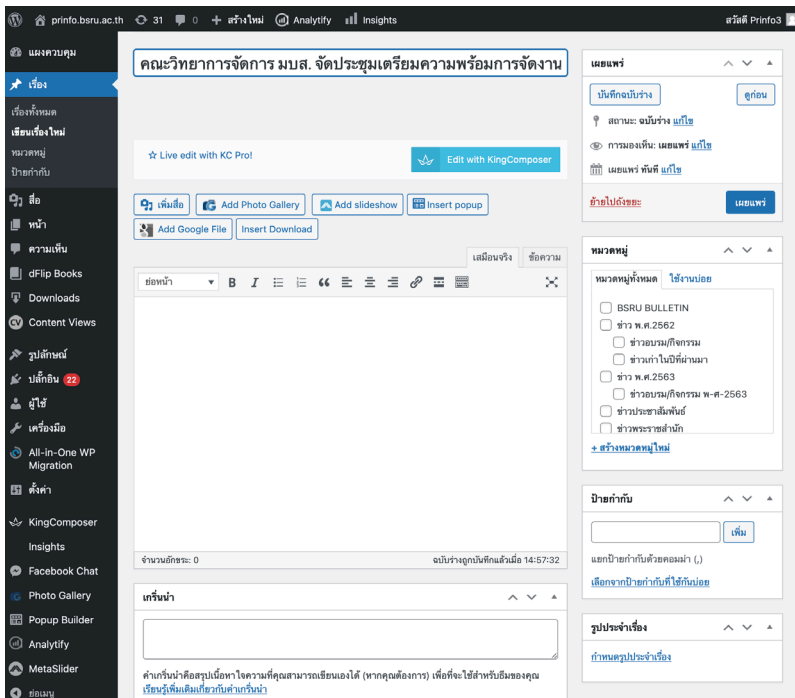 prinfo.bsru.ac.th 31 0 + สร้างใหม่ Analytify Insights สวัสดี Prinfo3
แผงควบคุม
เรื่อง
เรื่องทั้งหมด
เขียนเรื่องใหม่
หมวดหมู่
ป้ายกำกับ
สื่อ
หน้า
ความเห็น
dFlip Books
Downloads
Content Views
รูปลักษณ์
ปลั๊กอิน 22
ผู้ใช้
เครื่องมือ
All-in-One WP
Migration
ตั้งค่า
KingComposer
Insights
Facebook Chat
Photo Gallery
Popup Builder
Analytify
MetaSlider
ย่อเมนู
คณะวิทยาการจัดการ มบส. จัดประชุมเตรียมความพร้อมการจัดงาน
☆ Live edit with KC Pro!
Edit with KingComposer
เพิ่มสื่อ Add Photo Gallery Add slideshow Insert popup
Add Google File Insert Download
เสมือนจริง ข้อความ
ย่อหน้า B I
จำนวนอักขระ: 0 ฉบับร่างถูกบันทึกแล้วเมื่อ 14:57:32
เกริ่นนำ
คำเกริ่นนำคือสรุปเนื้อหาใจความที่คุณสามารถเขียนเองได้ (หากคุณต้องการ) เพื่อที่จะใช้สำหรับธีมของคุณ
เรียนรู้เพิ่มเติมเกี่ยวกับคำเกริ่นนำ
เผยแพร่
บันทึกฉบับร่าง ดูก่อน
สถานะ: ฉบับร่าง แก้ไข
การมองเห็น: เผยแพร่ แก้ไข
เผยแพร่ ทันที แก้ไข
ย้ายไปถังขยะ เผยแพร่
หมวดหมู่
หมวดหมู่ทั้งหมด ใช้งานบ่อย
BSRU BULLETIN
ข่าว พ.ศ.2562
ข่าวอบรม/กิจกรรม
ข่าวเก่าในปีที่ผ่านมา
ข่าว พ.ศ.2563
ข่าวอบรม/กิจกรรม พ-ศ-2563
ข่าวประชาสัมพันธ์
ข่าวพระราชสำนัก
+ สร้างหมวดหมู่ใหม่
ป้ายกำกับ
เพิ่ม
แยกป้ายกำกับด้วยคอมม่า (,)
เลือกจากป้ายกำกับที่ใช้กันบ่อย
รูปประจำเรื่อง
กำหนดรูปประจำเรื่อง